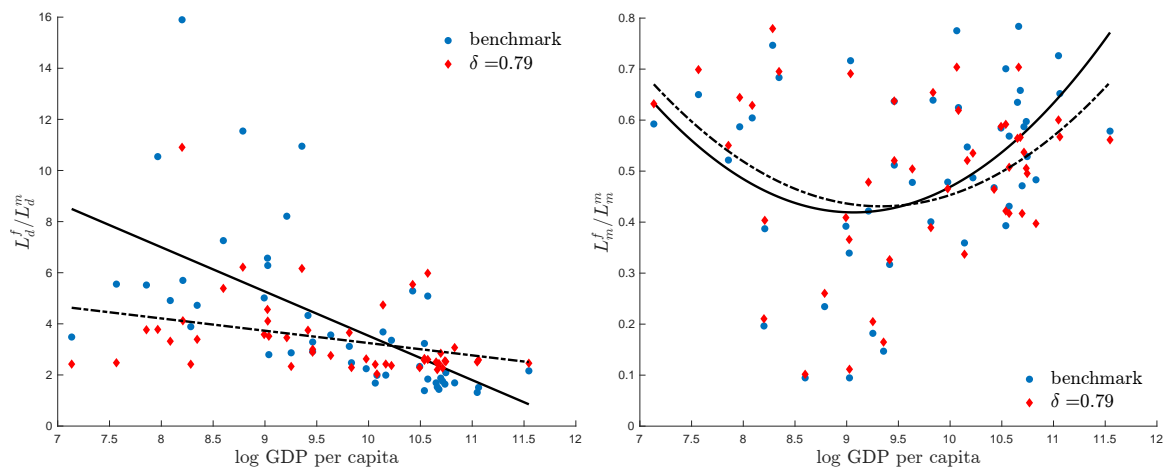 16
14
12
10
8
6
4
2
0
L_d^f/L_d^m
7 7.5 8 8.5 9 9.5 10 10.5 11 11.5 12
log GDP per capita
benchmark
δ =0.79
0.8
0.7
0.6
0.5
0.4
0.3
0.2
0.1
0
L_m^f/L_m^m
7 7.5 8 8.5 9 9.5 10 10.5 11 11.5 12
log GDP per capita
benchmark
δ =0.79